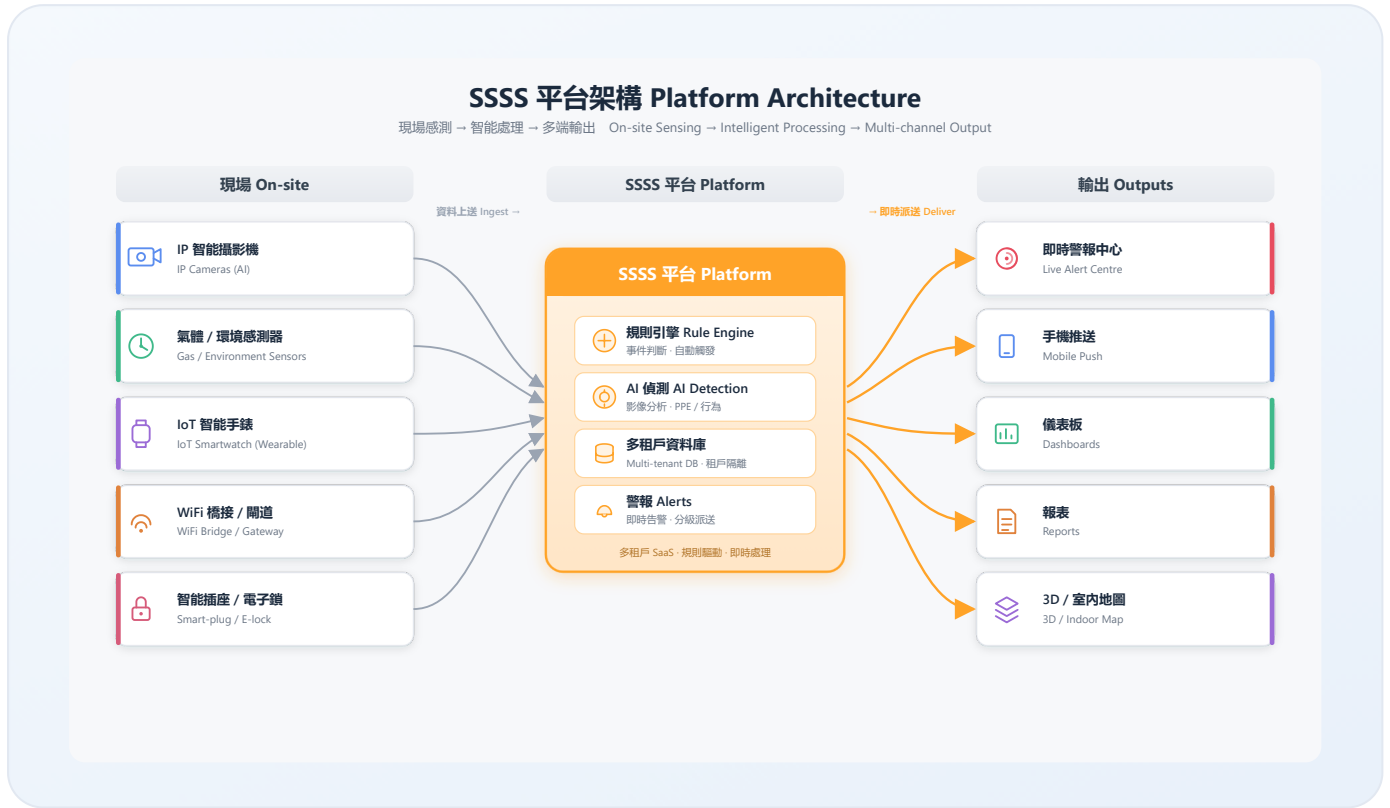 SSSS 平台架構 Platform Architecture
現場感測 → 智能處理 → 多端輸出 On-site Sensing → Intelligent Processing → Multi-channel Output
現場 On-site
SSSS 平台 Platform
輸出 Outputs
資料上送 Ingest →
→ 即時派送 Deliver
IP 智能攝影機
IP Cameras (AI)
氣體 / 環境感測器
Gas / Environment Sensors
IoT 智能手錶
IoT Smartwatch (Wearable)
WiFi 橋接 / 閘道
WiFi Bridge / Gateway
智能插座 / 電子鎖
Smart-plug / E-lock
SSSS 平台 Platform
規則引擎 Rule Engine
事件判斷 · 自動觸發
AI 偵測 AI Detection
影像分析 · PPE / 行為
多租戶資料庫
Multi-tenant DB · 租戶隔離
警報 Alerts
即時告警 · 分級派送
多租戶 SaaS · 規則驅動 · 即時處理
即時警報中心
Live Alert Centre
手機推送
Mobile Push
儀表板
Dashboards
報表
Reports
3D / 室內地圖
3D / Indoor Map